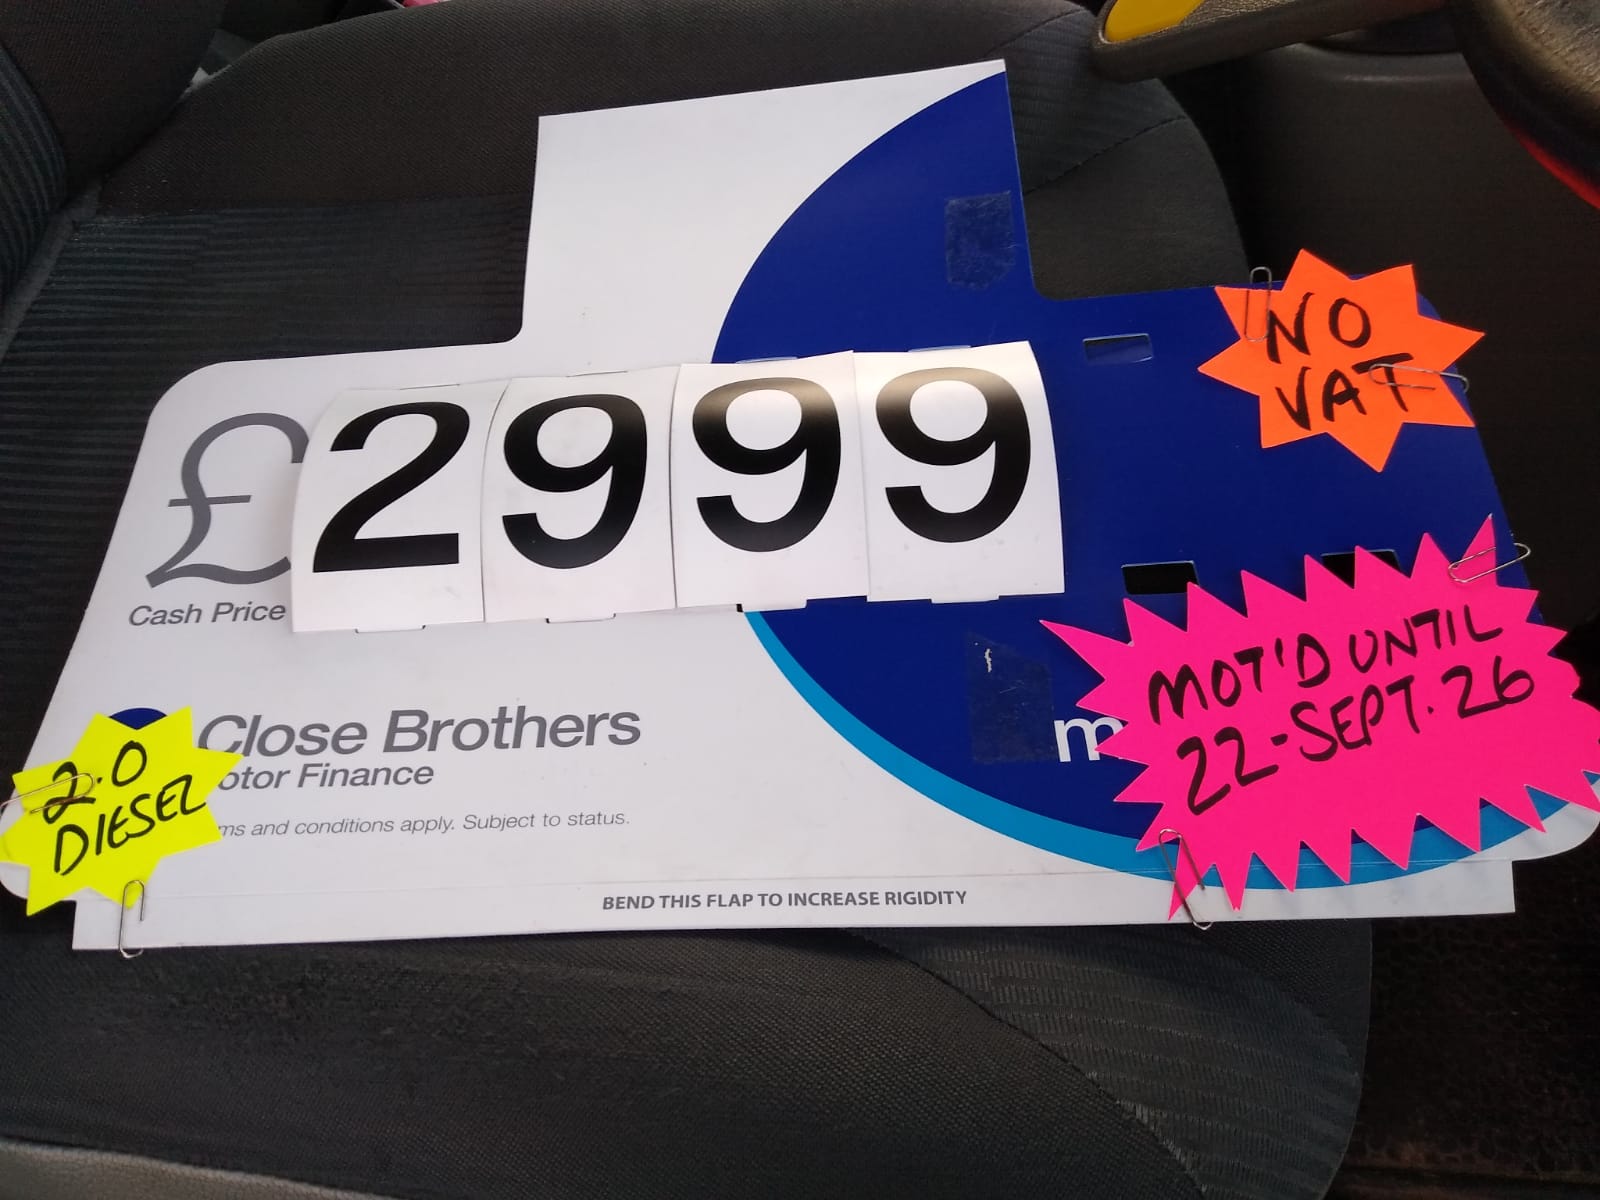 NO
VAT
£2999
Cash Price
MOT'D UNTIL
22-SEPT.26
Close Brothers
otor Finance
2.0
DIESEL
ms and conditions apply. Subject to status.
BEND THIS FLAP TO INCREASE RIGIDITY